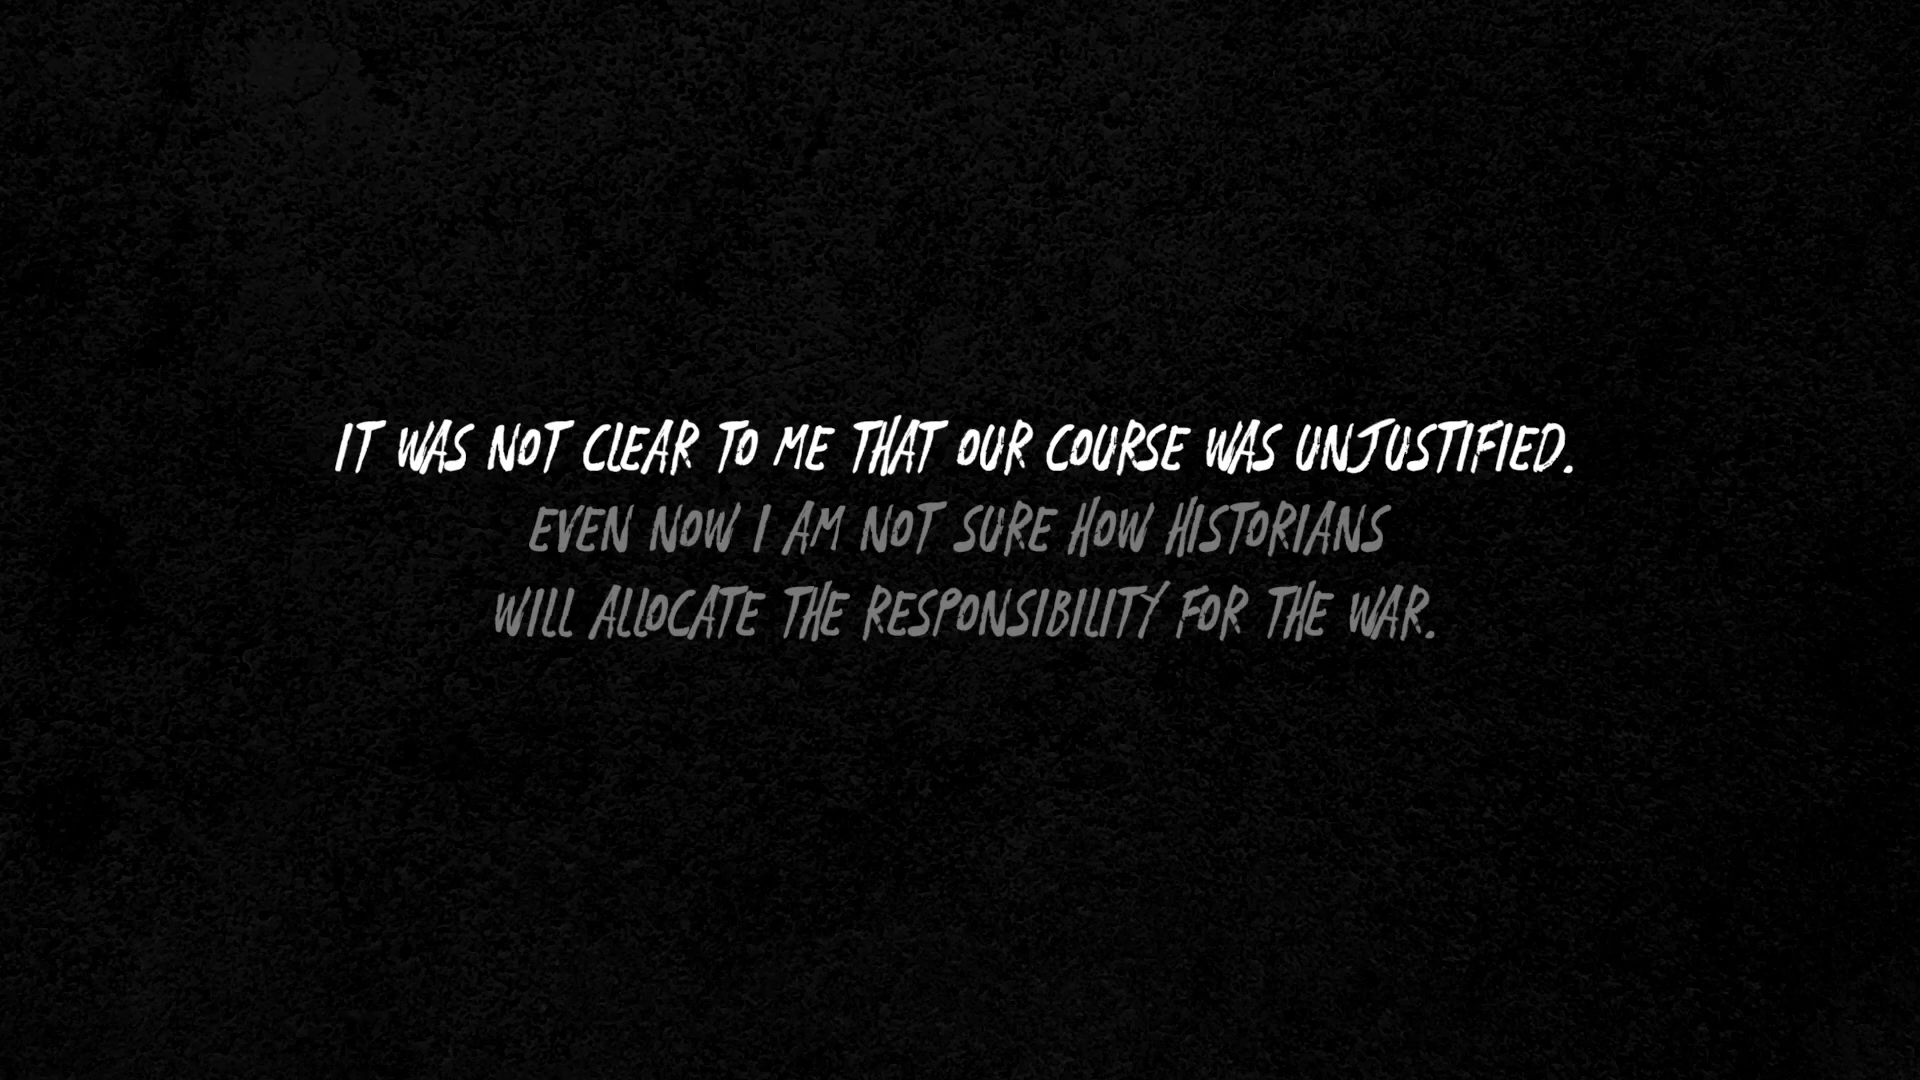 IT WAS NOT CLEAR TO ME THAT OUR COURSE WAS UNJUSTIFIED.
EVEN NOW I AM NOT SURE HOW HISTORIANS
WILL ALLOCATE THE RESPONSIBILITY FOR THE WAR.